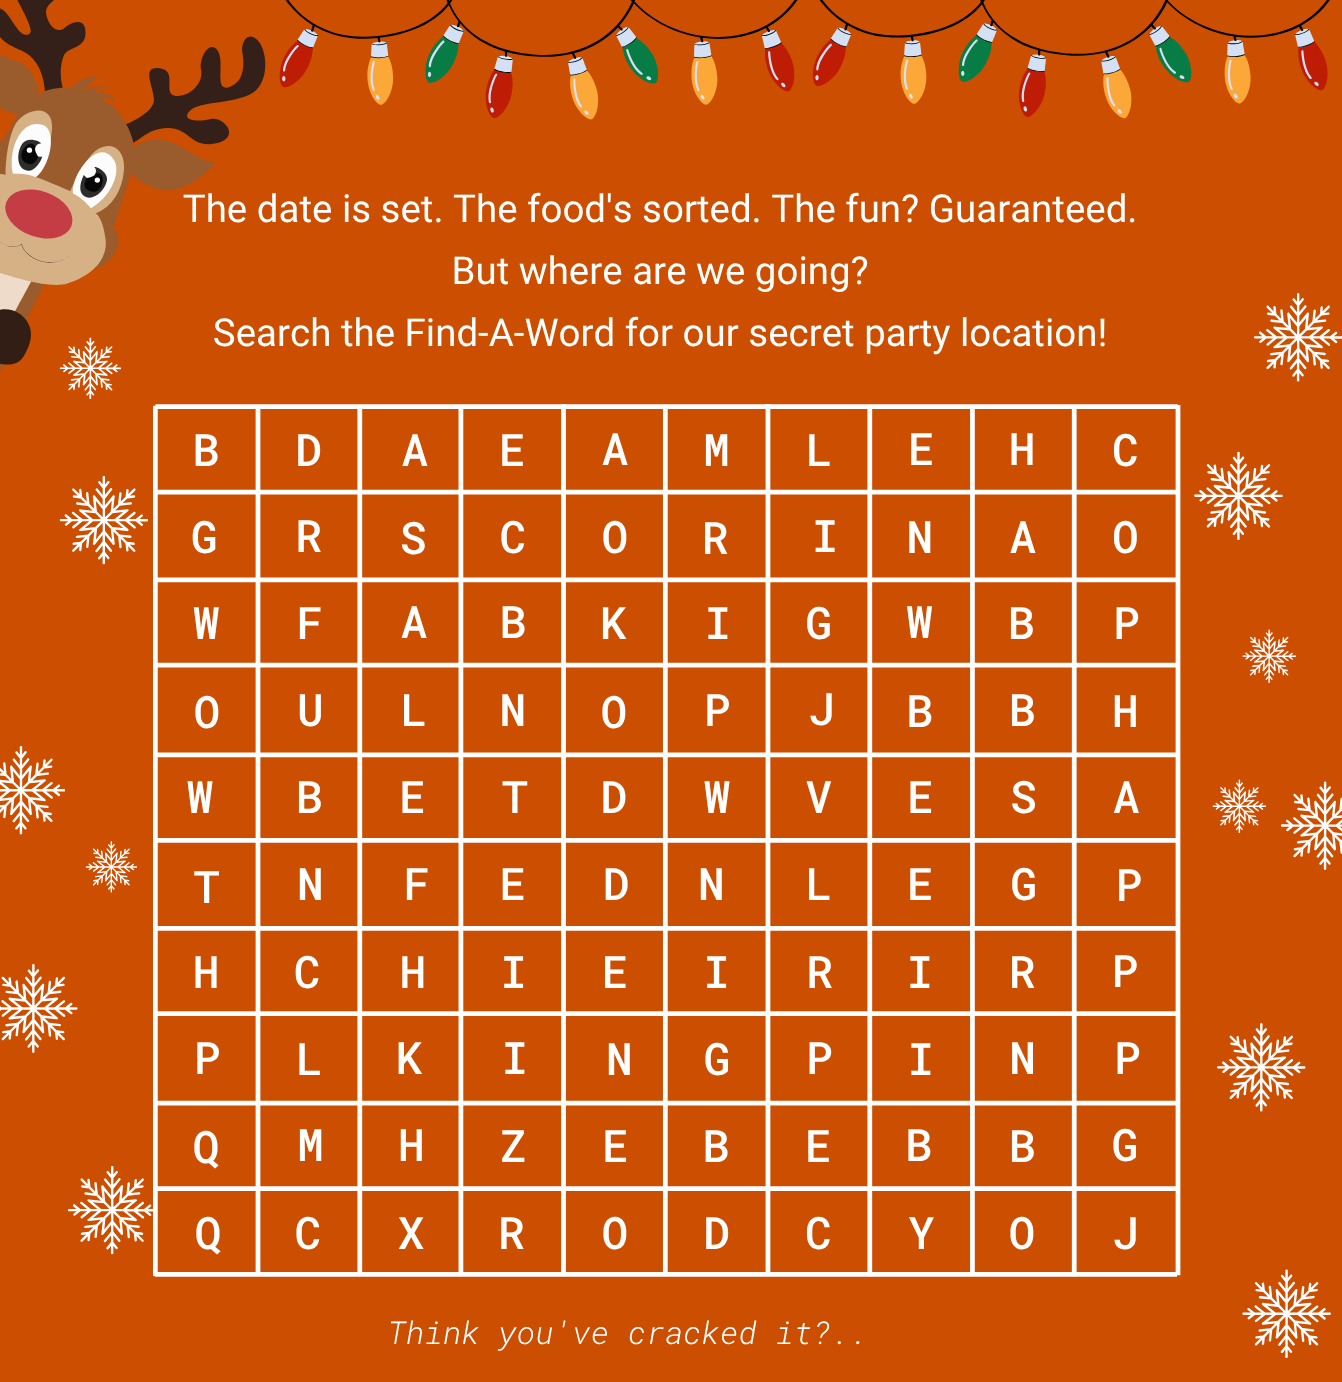 The date is set. The food's sorted. The fun? Guaranteed.
But where are we going?
Search the Find-A-Word for our secret party location!
B D A E A M L E H C
G R S C O R I N A O
W F A B K I G W B P
O U L N O P J B B H
W B E T D W V E S A
T N F E D N L E G P
H C H I E I R I R P
P L K I N G P I N P
Q M H Z E B E B B G
Q C X R O D C Y O J
Think you've cracked it?..